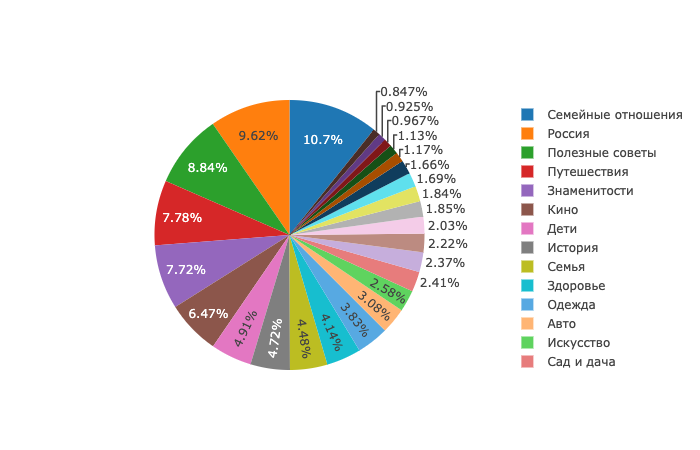 0.847%
0.925%
0.967%
1.13%
1.17%
1.66%
1.69%
1.84%
1.85%
2.03%
2.22%
2.37%
2.41%
2.58%
3.08%
3.83%
4.14%
4.48%
4.72%
4.91%
6.47%
7.72%
7.78%
8.84%
9.62%
10.7%
Семейные отношения
Россия
Полезные советы
Путешествия
Знаменитости
Кино
Дети
История
Семья
Здоровье
Одежда
Авто
Искусство
Сад и дача